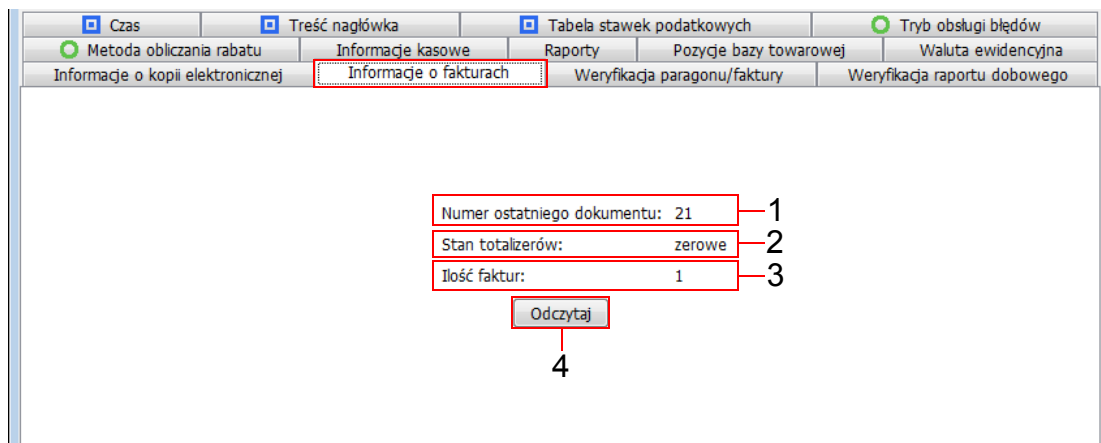 Czas Treść nagłówka Tabela stawek podatkowych Tryb obsługi błędów
Metoda obliczania rabatu Informacje kasowe Raporty Pozycje bazy towarowej Waluta ewidencyjna
Informacje o kopii elektronicznej Informacje o fakturach Weryfikacja paragonu/faktury Weryfikacja raportu dobowego
Numer ostatniego dokumentu: 21 1
Stan totalizerów: zerowe 2
Ilość faktur: 1 3
Odczytaj
4